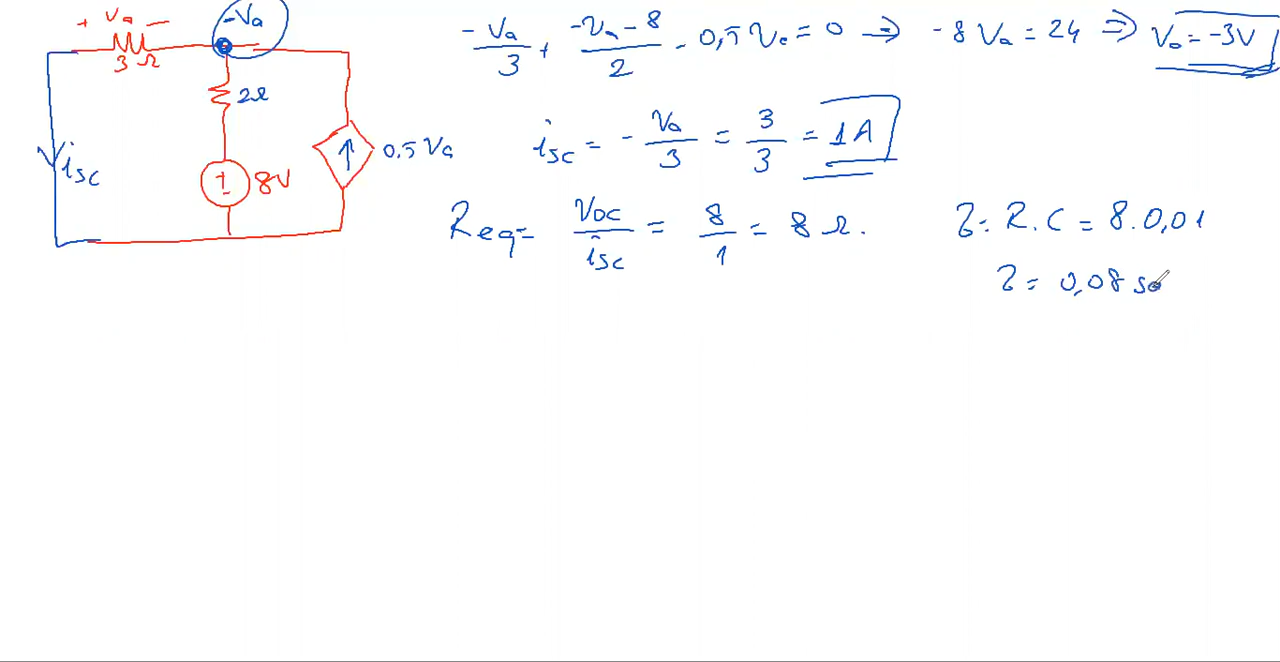 + Va −
3 Ω
-Va
2Ω
8V
0,5 Va
isc
-Va/3 + (-Va-8)/2 - 0,5 Va = 0 → -8 Va = 24 ⇒ Va = -3V
isc = - Va/3 = 3/3 = 1A
Req = Voc/isc = 8/1 = 8 Ω.
τ = R.C = 8.0,01
τ = 0,08 sa